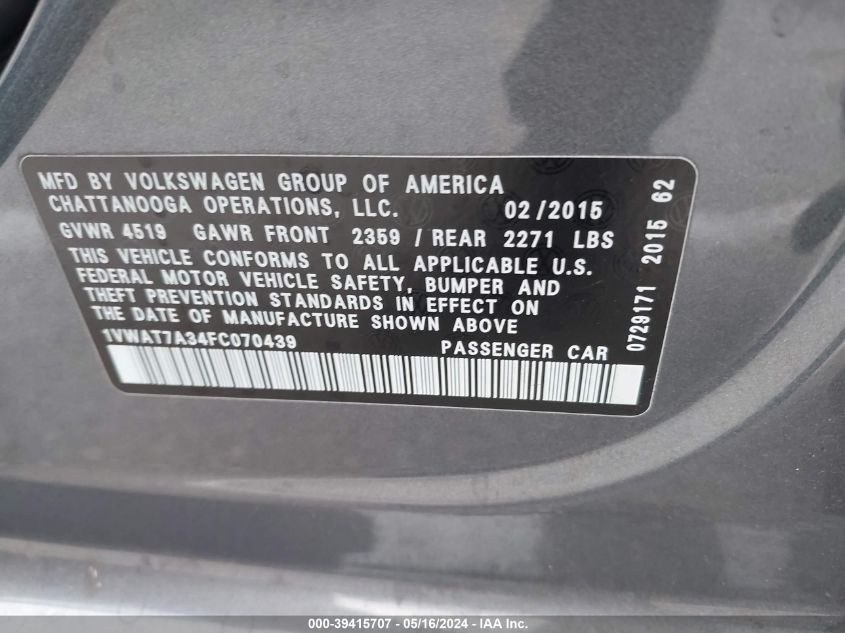 MFD BY VOLKSWAGEN GROUP OF AMERICA
CHATTANOOGA OPERATIONS, LLC. 02/2015
GVWR 4519 GAWR FRONT 2359 / REAR 2271 LBS
THIS VEHICLE CONFORMS TO ALL APPLICABLE U.S.
FEDERAL MOTOR VEHICLE SAFETY, BUMPER AND
THEFT PREVENTION STANDARDS IN EFFECT ON
THE DATE OF MANUFACTURE SHOWN ABOVE
1VWAT7A34FC070439 PASSENGER CAR
0729171 2015 62
000-39415707 - 05/16/2024 - IAA Inc.